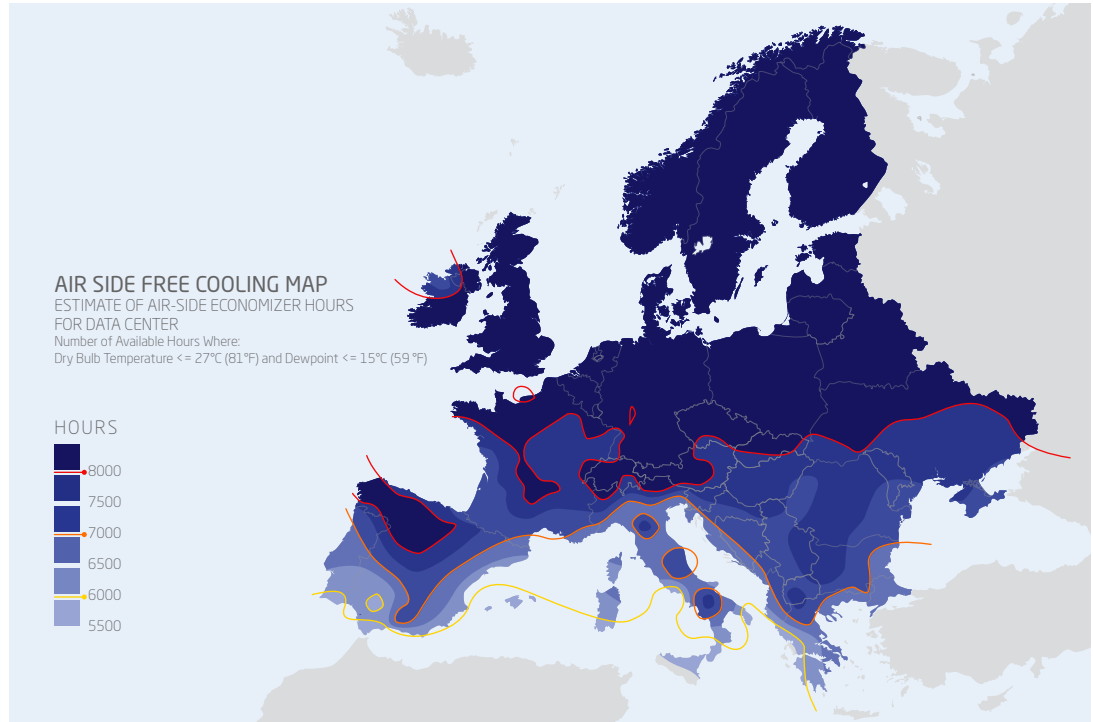 AIR SIDE FREE COOLING MAP
ESTIMATE OF AIR-SIDE ECONOMIZER HOURS
FOR DATA CENTER
Number of Available Hours Where:
Dry Bulb Temperature <= 27°C (81°F) and Dewpoint <= 15°C (59 °F)
HOURS
8000
7500
7000
6500
6000
5500